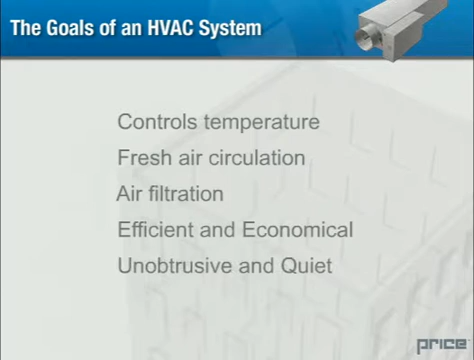 The Goals of an HVAC System
Controls temperature
Fresh air circulation
Air filtration
Efficient and Economical
Unobtrusive and Quiet
price